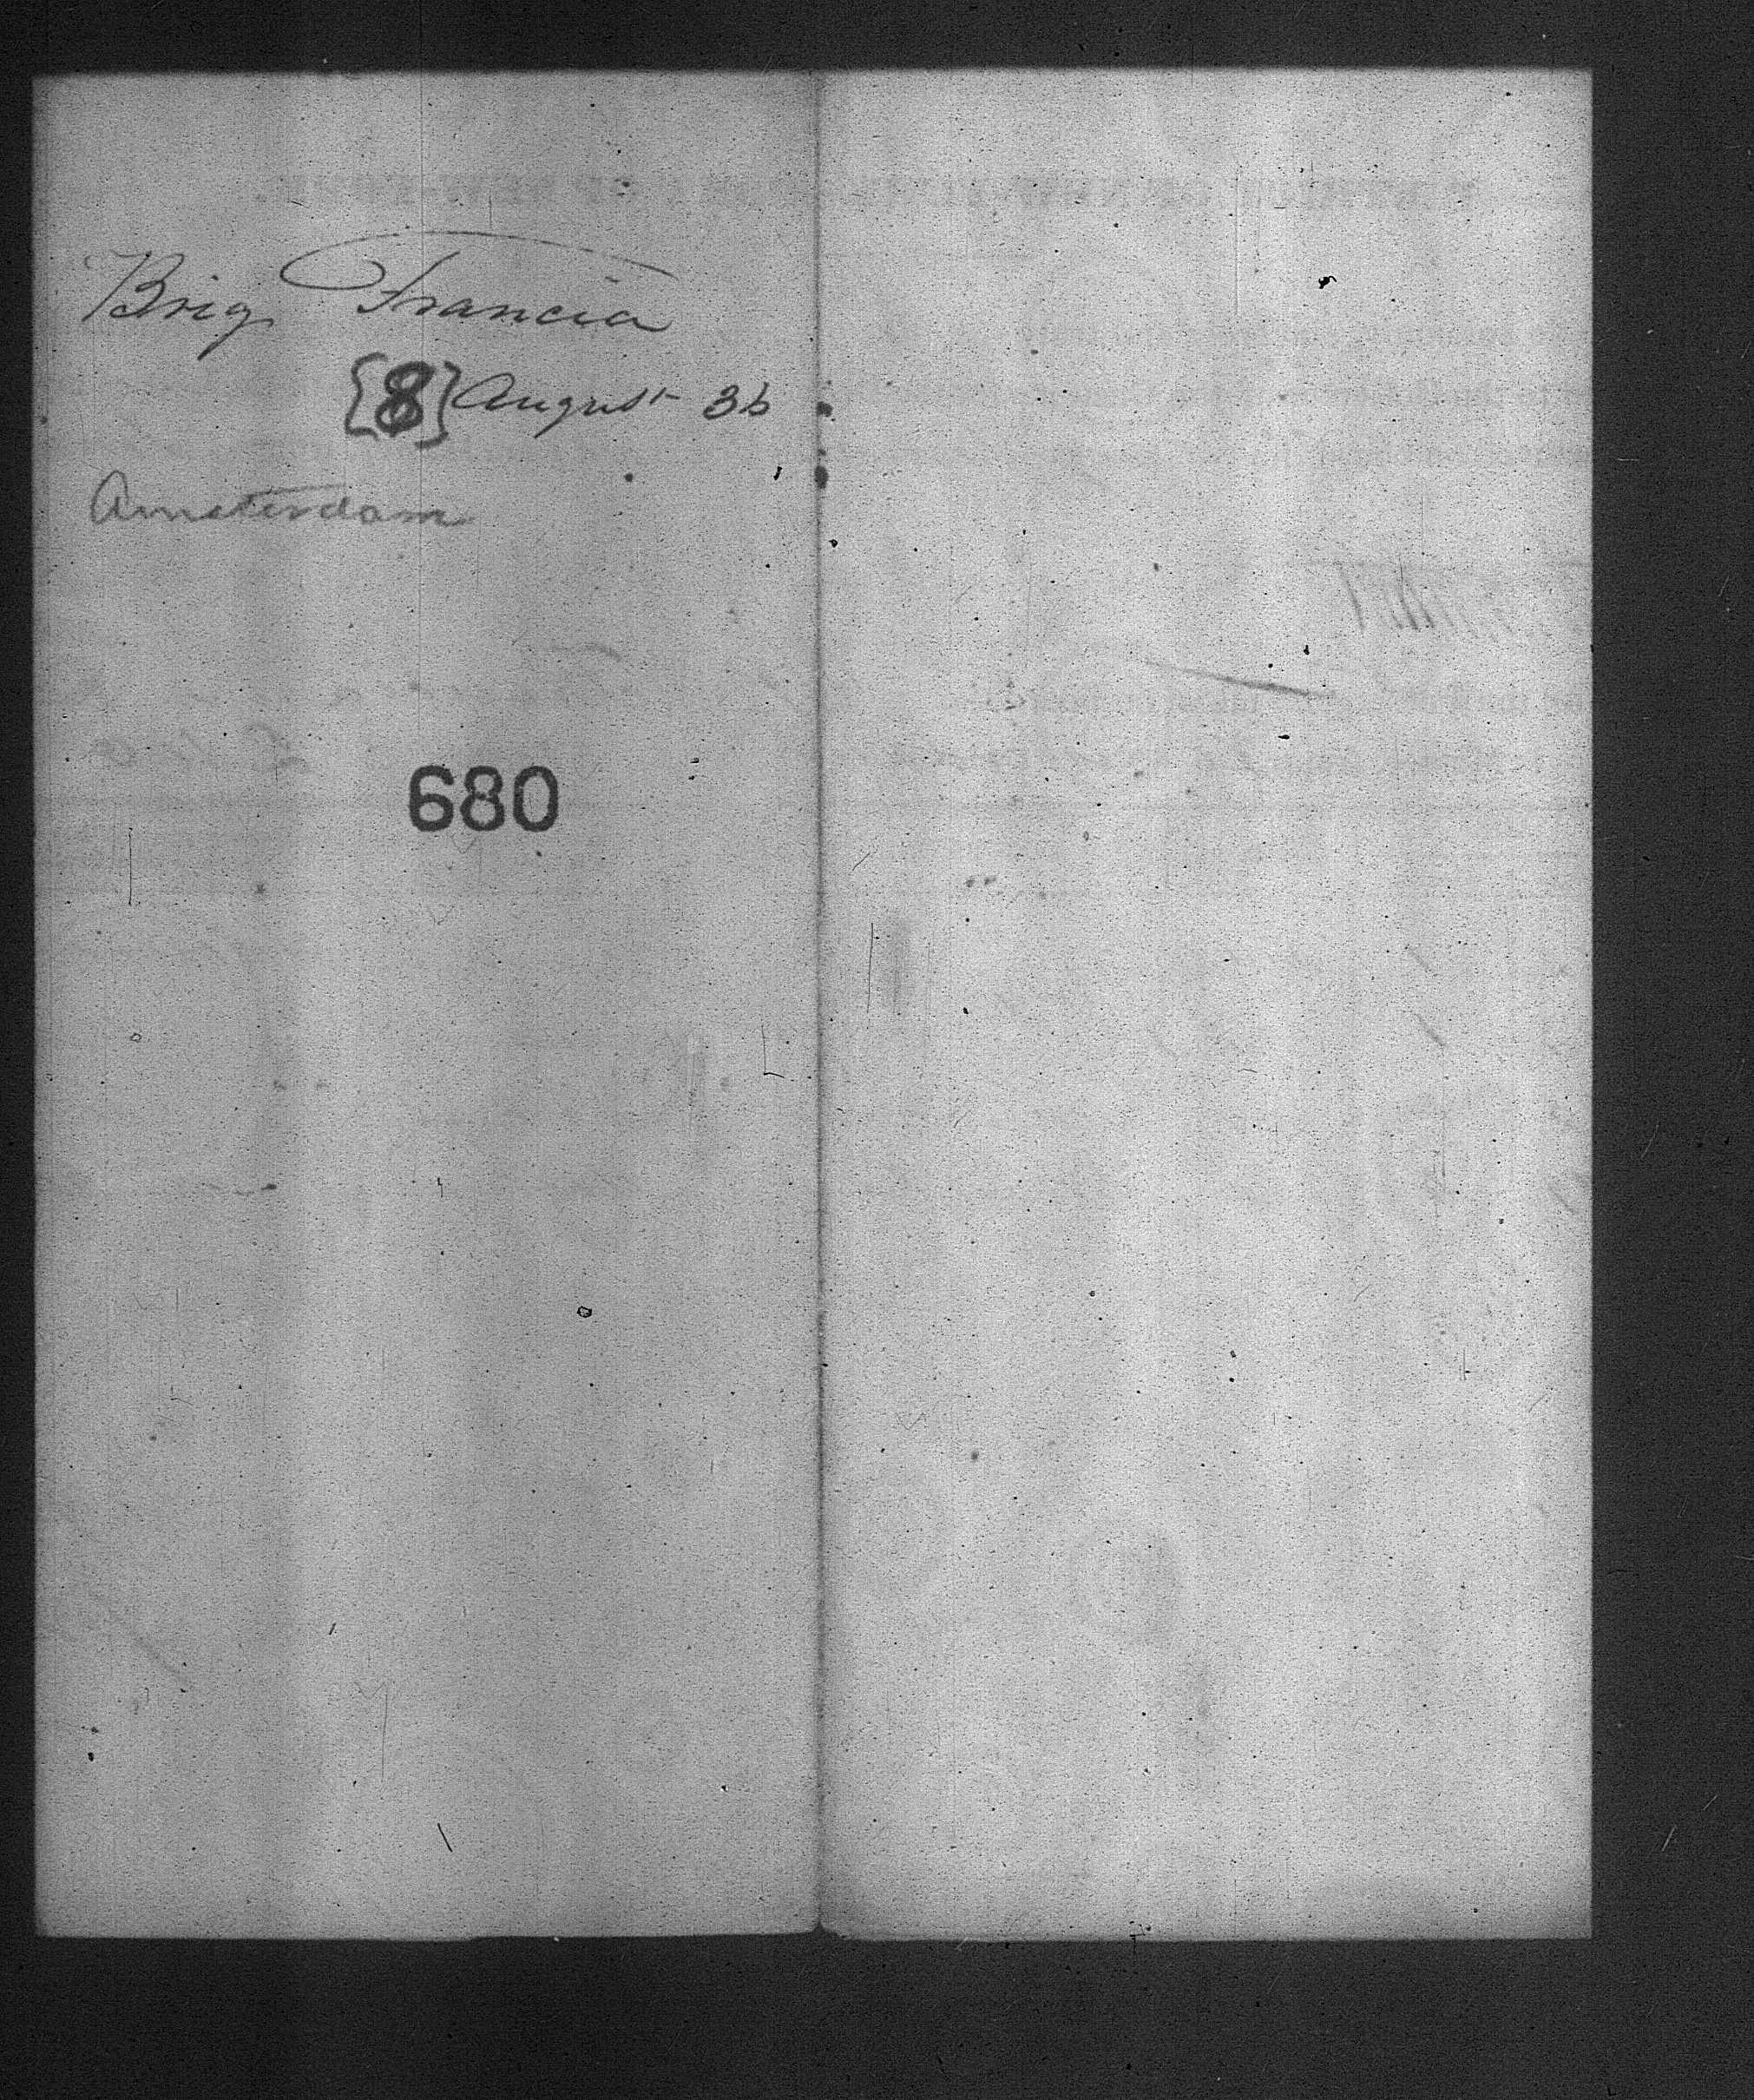 Brig Francia
{8} August 36
Amsterdam
680